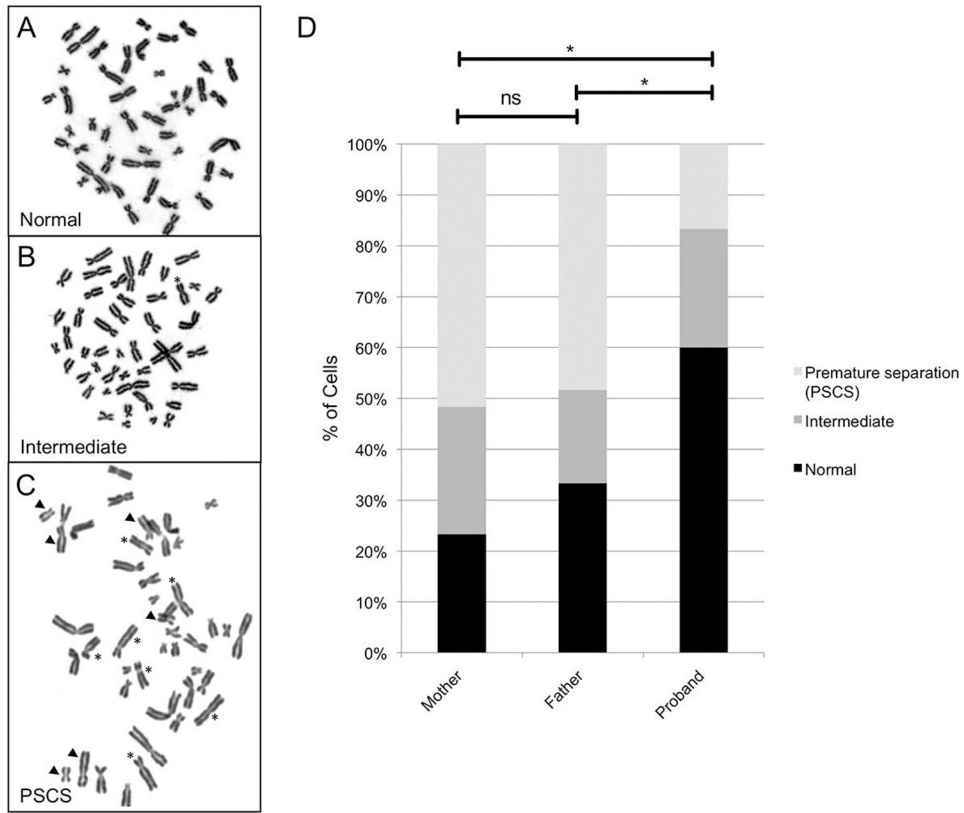 A
Normal
B
*
Intermediate
C
*
*
*
*
*
*
*
PSCS
D
*
ns
*
100%
90%
80%
70%
60%
50%
40%
30%
20%
10%
0%
% of Cells
Mother
Father
Proband
Premature separation
(PSCS)
Intermediate
Normal